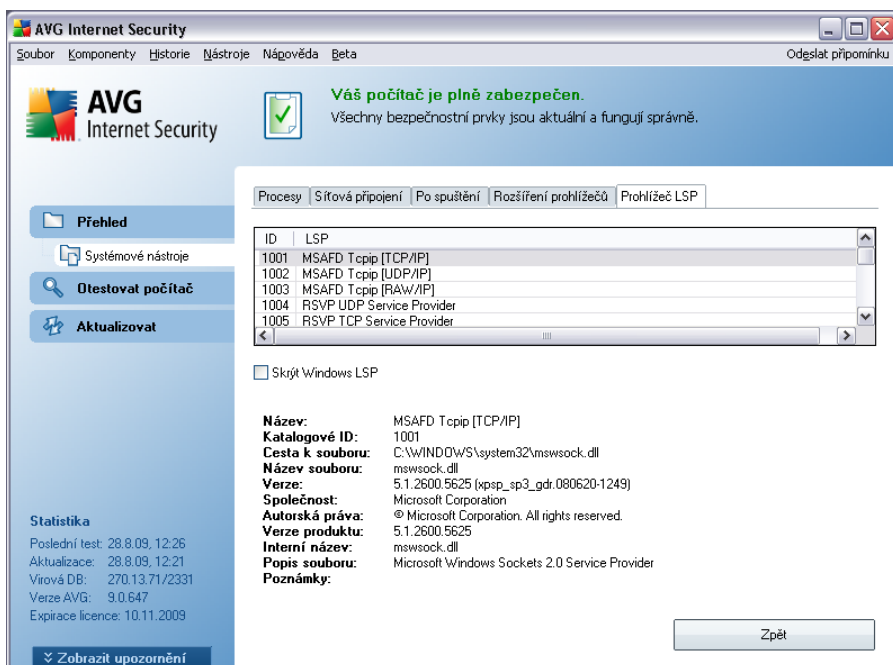 AVG Internet Security
Soubor Komponenty Historie Nástroje Nápověda Beta Odeslat připomínku
AVG
Internet Security
Váš počítač je plně zabezpečen.
Všechny bezpečnostní prvky jsou aktuální a fungují správně.
Přehled
Systémové nástroje
Otestovat počítač
Aktualizovat
Procesy Síťová připojení Po spuštění Rozšíření prohlížečů Prohlížeč LSP
ID LSP
1001 MSAFD Tcpip [TCP/IP]
1002 MSAFD Tcpip [UDP/IP]
1003 MSAFD Tcpip [RAW/IP]
1004 RSVP UDP Service Provider
1005 RSVP TCP Service Provider
Skrýt Windows LSP
Název: MSAFD Tcpip [TCP/IP]
Katalogové ID: 1001
Cesta k souboru: C:\WINDOWS\system32\mswsock.dll
Název souboru: mswsock.dll
Verze: 5.1.2600.5625 (xpsp_sp3_gdr.080620-1249)
Společnost: Microsoft Corporation
Autorská práva: © Microsoft Corporation. All rights reserved.
Verze produktu: 5.1.2600.5625
Interní název: mswsock.dll
Popis souboru: Microsoft Windows Sockets 2.0 Service Provider
Poznámky:
Statistika
Poslední test: 28.8.09, 12:26
Aktualizace: 28.8.09, 12:21
Virová DB: 270.13.71/2331
Verze AVG: 9.0.647
Expirace licence: 10.11.2009
Zobrazit upozornění
Zpět